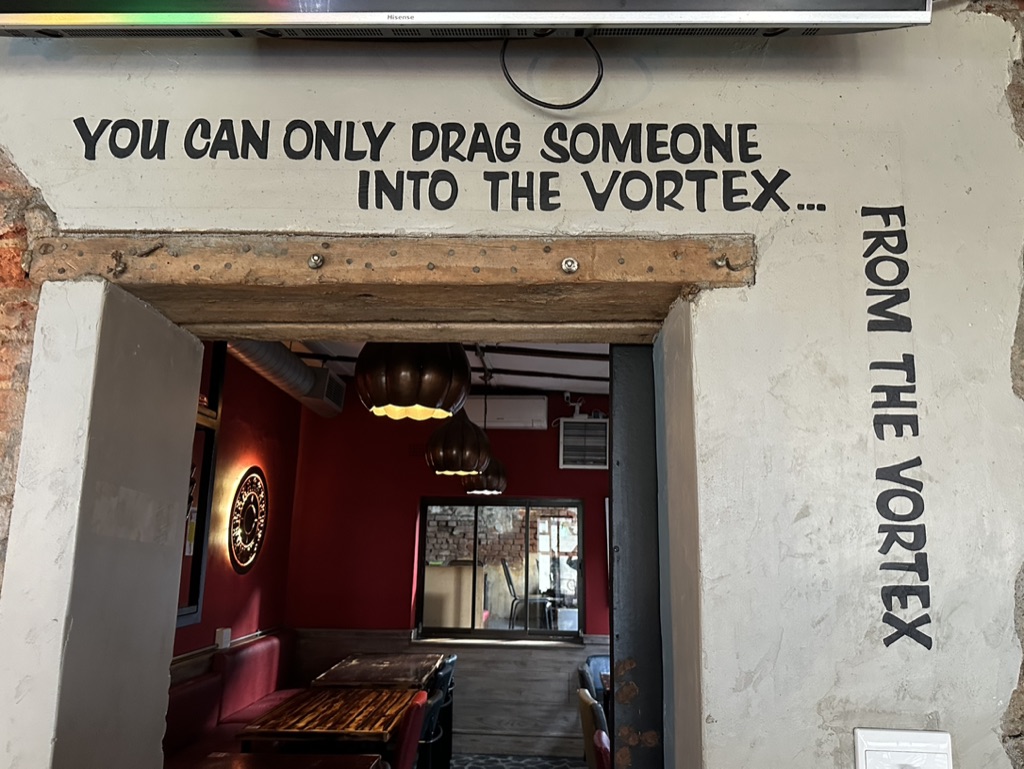 Hisense
YOU CAN ONLY DRAG SOMEONE
INTO THE VORTEX...
FROM THE VORTEX